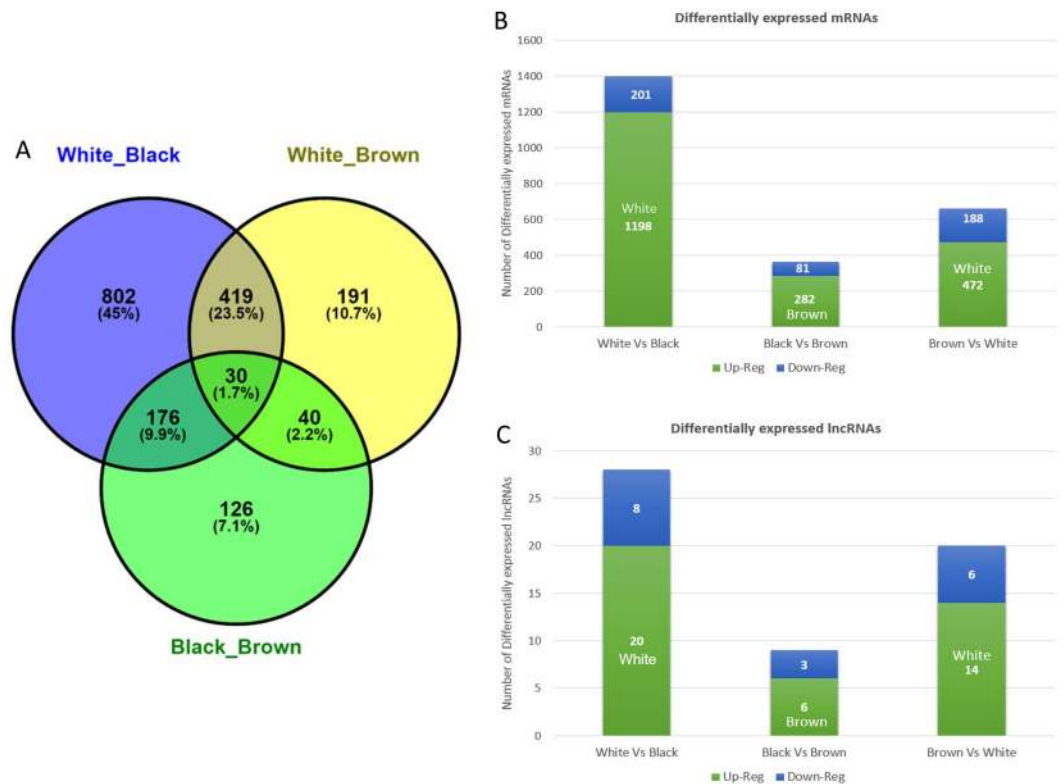 A
White_Black
White_Brown
802
(45%)
419
(23.5%)
191
(10.7%)
30
(1.7%)
176
(9.9%)
40
(2.2%)
126
(7.1%)
Black_Brown
B
Differentially expressed mRNAs
Number of Differentially expressed mRNAs
1600
1400
1200
1000
800
600
400
200
0
201
White
1198
81
282
Brown
188
White
472
White Vs Black
Black Vs Brown
Brown Vs White
Up-Reg
Down-Reg
C
Differentially expressed lncRNAs
Number of Differentially expressed lncRNAs
30
25
20
15
10
5
0
8
20
White
3
6
Brown
6
White
14
White Vs Black
Black Vs Brown
Brown Vs White
Up-Reg
Down-Reg